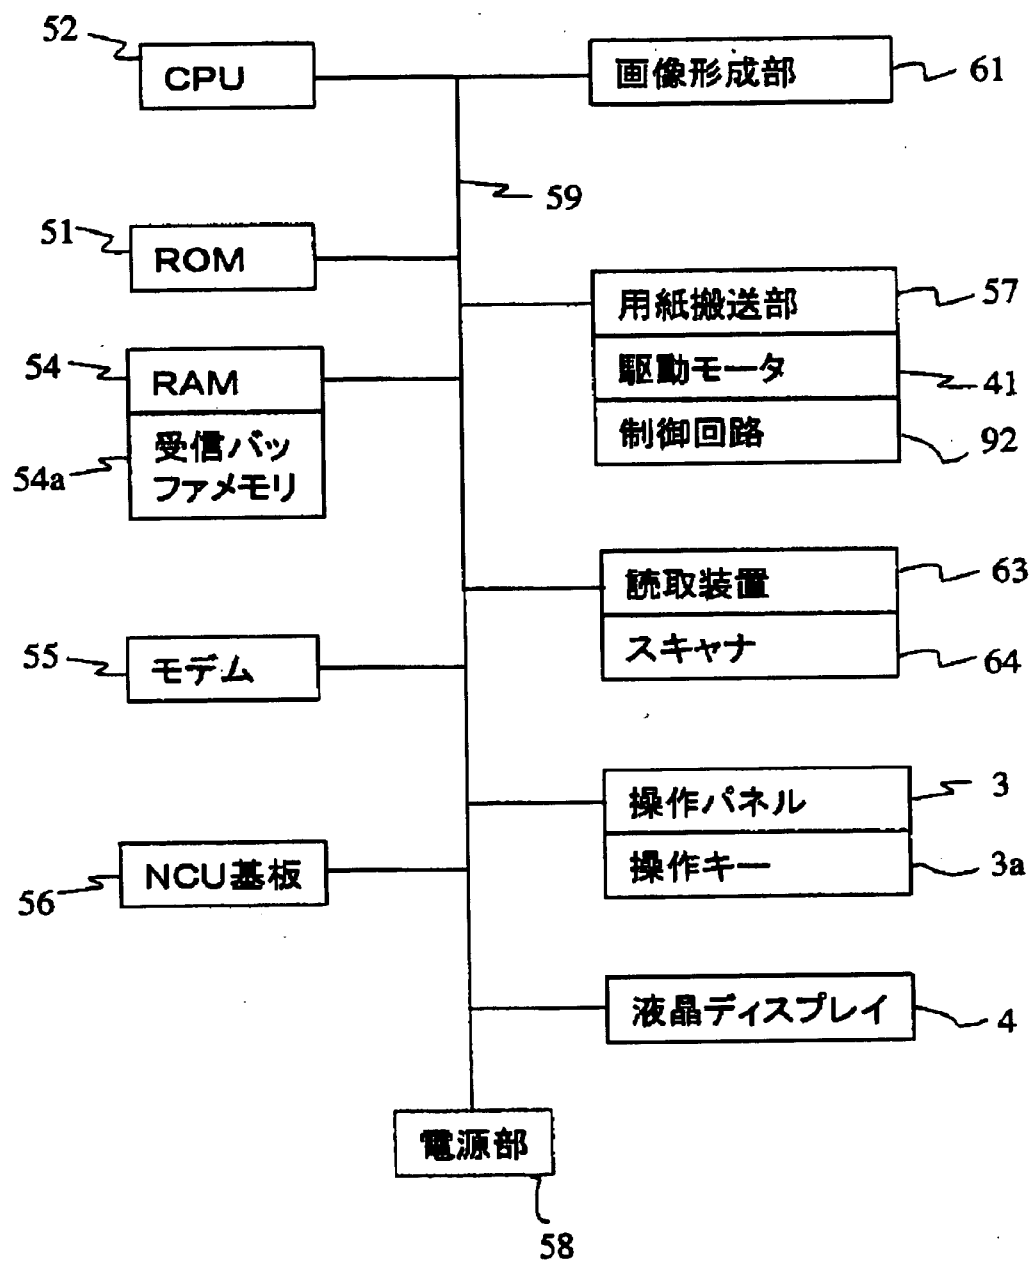 52
CPU
画像形成部
61
59
51
ROM
用紙搬送部
57
54
RAM
駆動モータ
41
54a
受信バッ
ファメモリ
制御回路
92
読取装置
63
55
モデム
スキャナ
64
操作パネル
3
56
NCU基板
操作キー
3a
液晶ディスプレイ
4
電源部
58